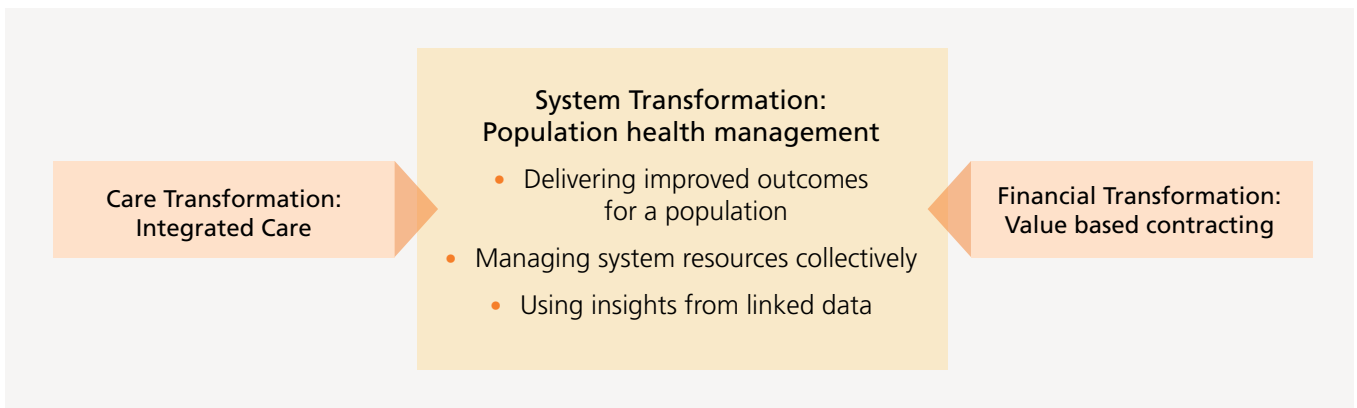 Care Transformation:
Integrated Care
System Transformation:
Population health management
• Delivering improved outcomes
for a population
• Managing system resources collectively
• Using insights from linked data
Financial Transformation:
Value based contracting